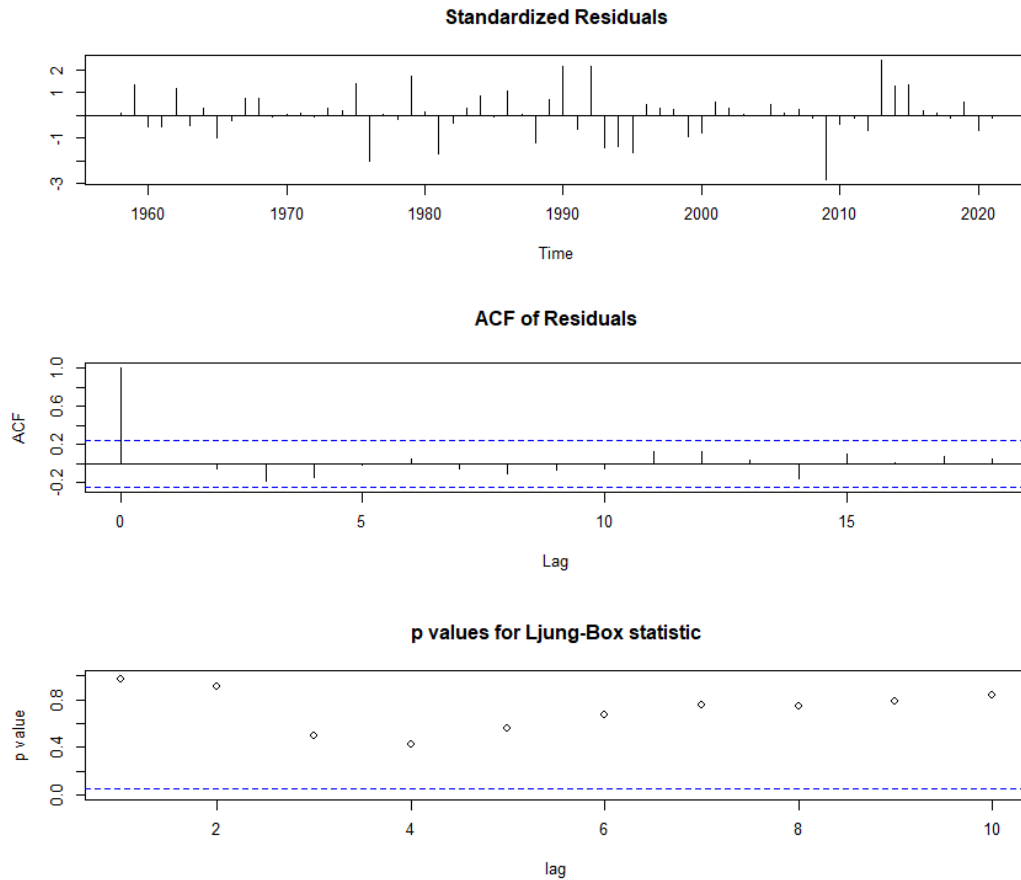 Standardized Residuals
2
1
-1
-3
1960 1970 1980 1990 2000 2010 2020
Time
ACF of Residuals
ACF
1.0
0.6
0.2
-0.2
0 5 10 15
Lag
p values for Ljung-Box statistic
p value
0.8
0.4
0.0
2 4 6 8 10
lag